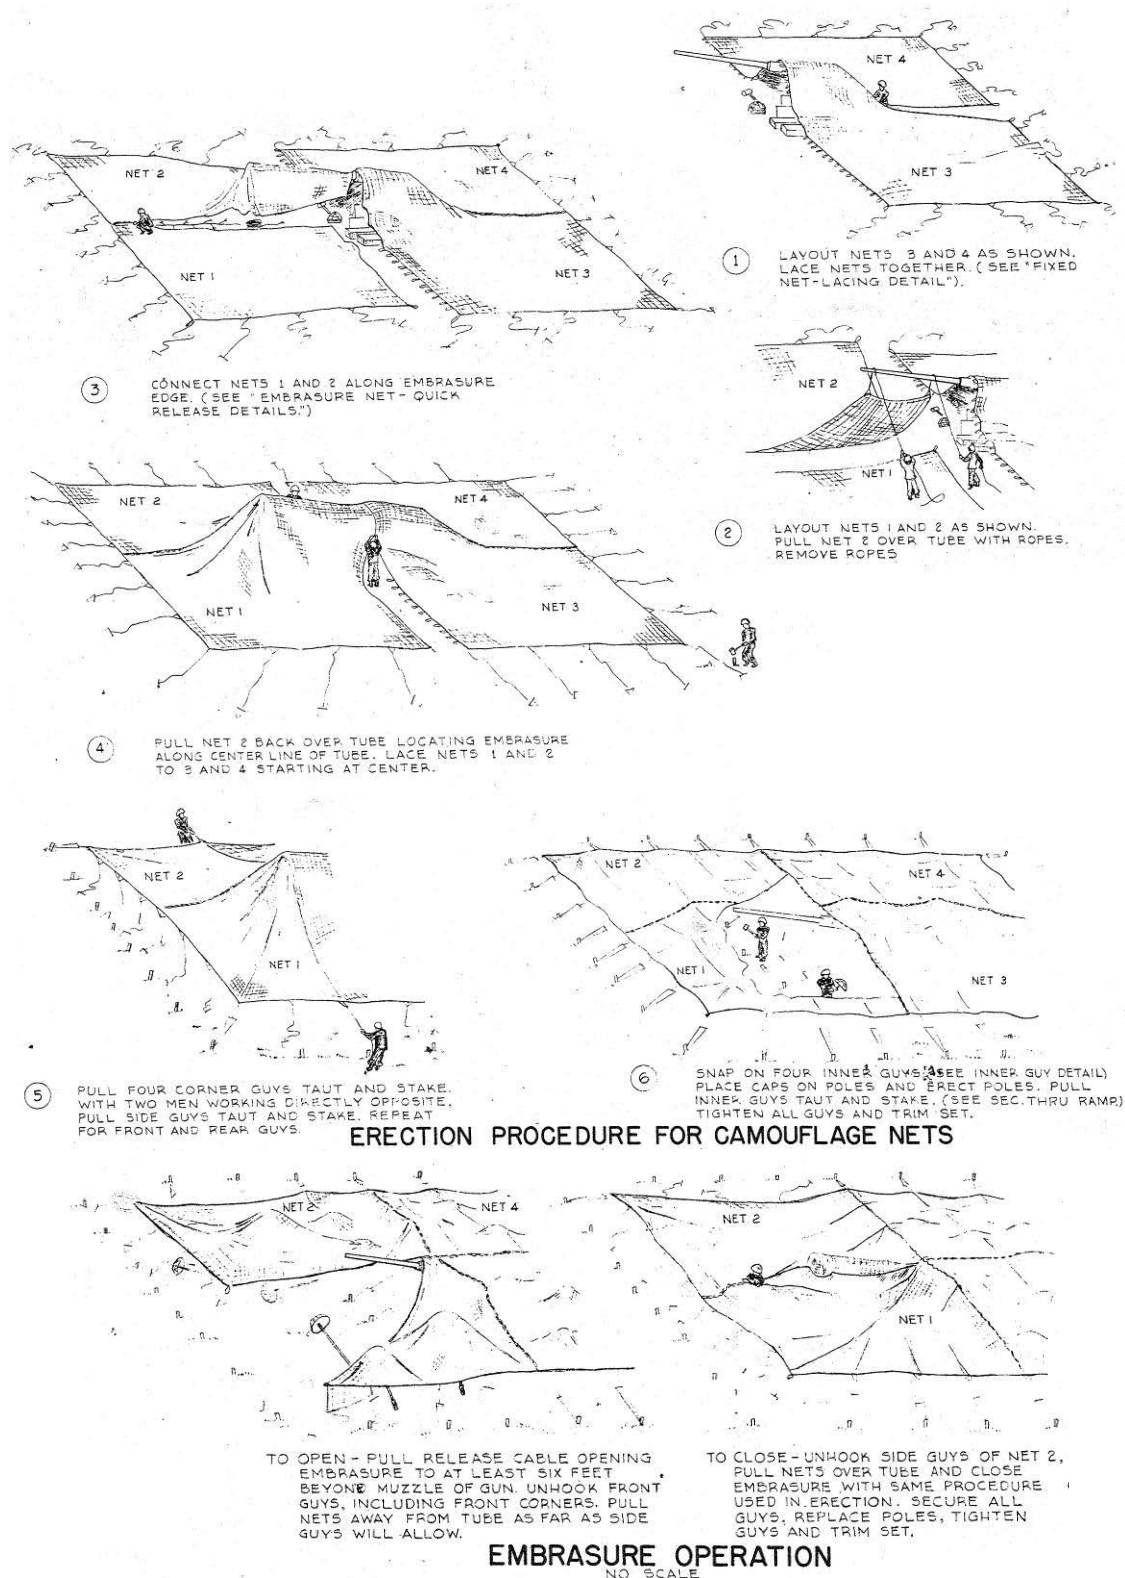 NET 4
NET 3
1
LAYOUT NETS 3 AND 4 AS SHOWN.
LACE NETS TOGETHER. (SEE "FIXED
NET-LACING DETAIL").
NET 2
NET 4
NET 1
NET 3
3
CONNECT NETS 1 AND 2 ALONG EMBRASURE
EDGE. (SEE "EMBRASURE NET- QUICK
RELEASE DETAILS.")
NET 2
NET 1
2
LAYOUT NETS 1 AND 2 AS SHOWN.
PULL NET 2 OVER TUBE WITH ROPES.
REMOVE ROPES
NET 2
NET 4
NET 1
NET 3
4
PULL NET 2 BACK OVER TUBE LOCATING EMBRASURE
ALONG CENTER LINE OF TUBE. LACE NETS 1 AND 2
TO 3 AND 4 STARTING AT CENTER.
NET 2
NET 1
5
PULL FOUR CORNER GUYS TAUT AND STAKE.
WITH TWO MEN WORKING DIRECTLY OPPOSITE,
PULL SIDE GUYS TAUT AND STAKE. REPEAT
FOR FRONT AND REAR GUYS.
NET 2
NET 4
NET 1
NET 3
6
SNAP ON FOUR INNER GUYS. (SEE INNER GUY DETAIL)
PLACE CAPS ON POLES AND ERECT POLES. PULL
INNER GUYS TAUT AND STAKE. (SEE SEC. THRU RAMP)
TIGHTEN ALL GUYS AND TRIM SET.
ERECTION PROCEDURE FOR CAMOUFLAGE NETS
NET 2
NET 4
TO OPEN - PULL RELEASE CABLE OPENING
EMBRASURE TO AT LEAST SIX FEET
BEYOND MUZZLE OF GUN. UNHOOK FRONT
GUYS, INCLUDING FRONT CORNERS. PULL
NETS AWAY FROM TUBE AS FAR AS SIDE
GUYS WILL ALLOW.
NET 2
NET 1
TO CLOSE - UNHOOK SIDE GUYS OF NET 2,
PULL NETS OVER TUBE AND CLOSE
EMBRASURE WITH SAME PROCEDURE
USED IN ERECTION. SECURE ALL
GUYS, REPLACE POLES, TIGHTEN
GUYS AND TRIM SET.
EMBRASURE OPERATION
NO SCALE